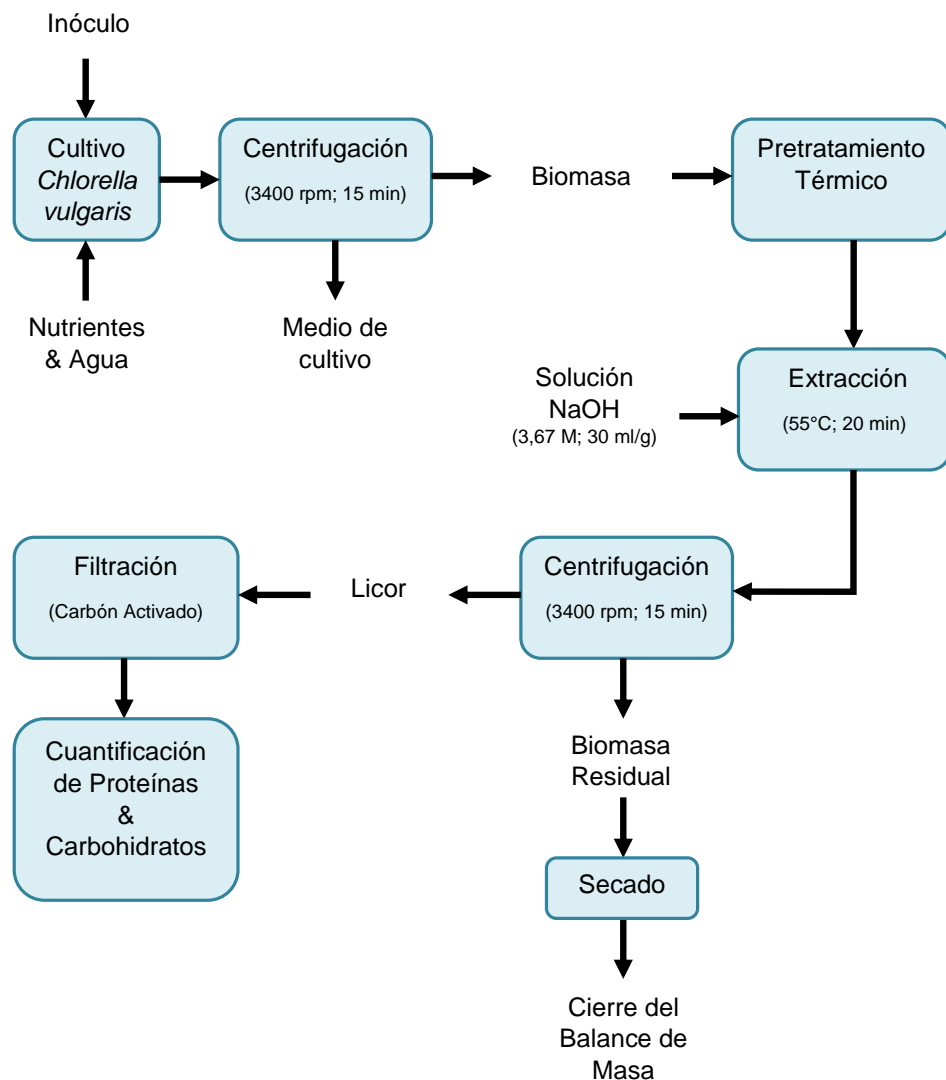 Inóculo
Cultivo
Chlorella
vulgaris
Nutrientes
& Agua
Centrifugación
(3400 rpm; 15 min)
Medio de
cultivo
Biomasa
Pretratamiento
Térmico
Solución
NaOH
(3,67 M; 30 ml/g)
Extracción
(55°C; 20 min)
Centrifugación
(3400 rpm; 15 min)
Licor
Filtración
(Carbón Activado)
Cuantificación
de Proteínas
&
Carbohidratos
Biomasa
Residual
Secado
Cierre del
Balance de
Masa